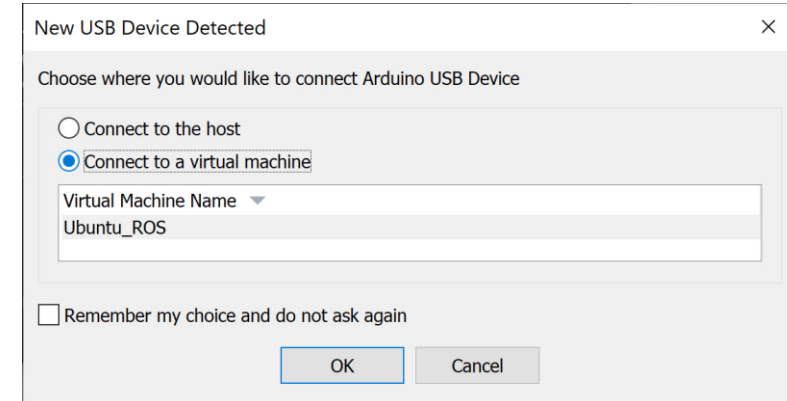 New USB Device Detected
Choose where you would like to connect Arduino USB Device
Connect to the host
Connect to a virtual machine
Virtual Machine Name
Ubuntu_ROS
Remember my choice and do not ask again
OK Cancel